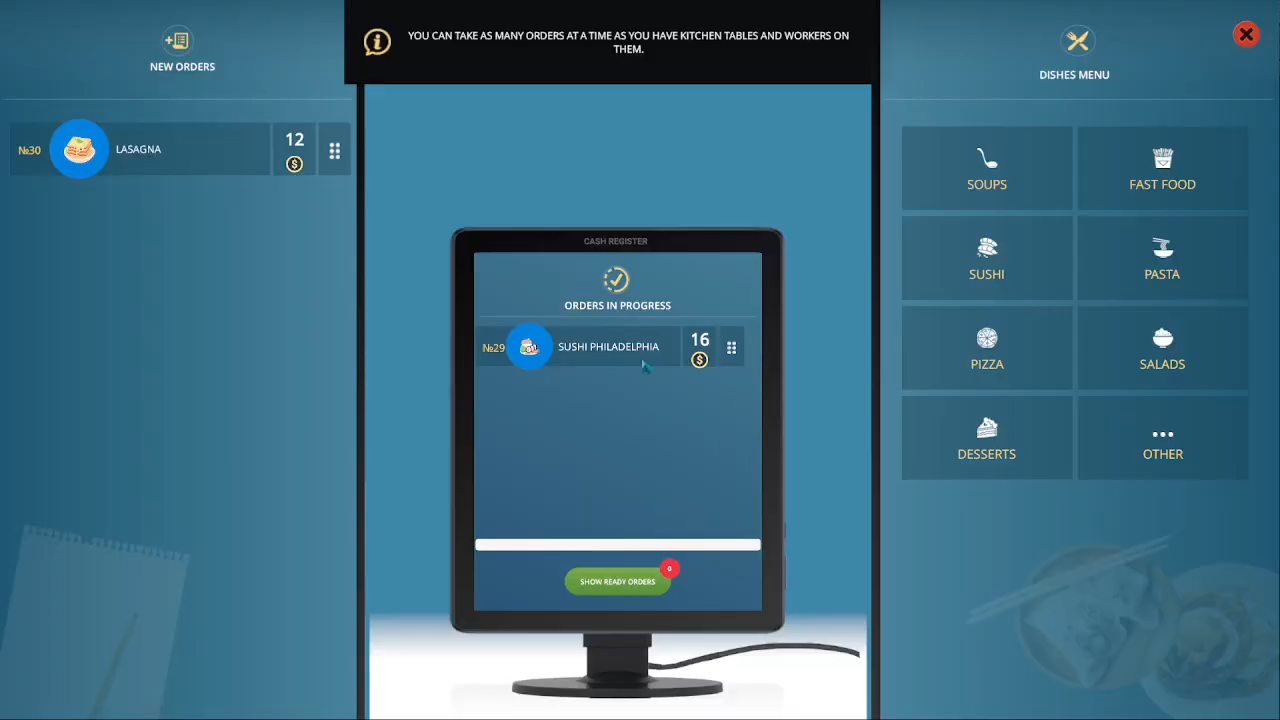 NEW ORDERS
YOU CAN TAKE AS MANY ORDERS AT A TIME AS YOU HAVE KITCHEN TABLES AND WORKERS ON
THEM.
DISHES MENU
№30 LASAGNA 12
SOUPS
FAST FOOD
SUSHI
PASTA
PIZZA
SALADS
DESSERTS
OTHER
CASH REGISTER
ORDERS IN PROGRESS
№29 SUSHI PHILADELPHIA 16
0
SHOW READY ORDERS